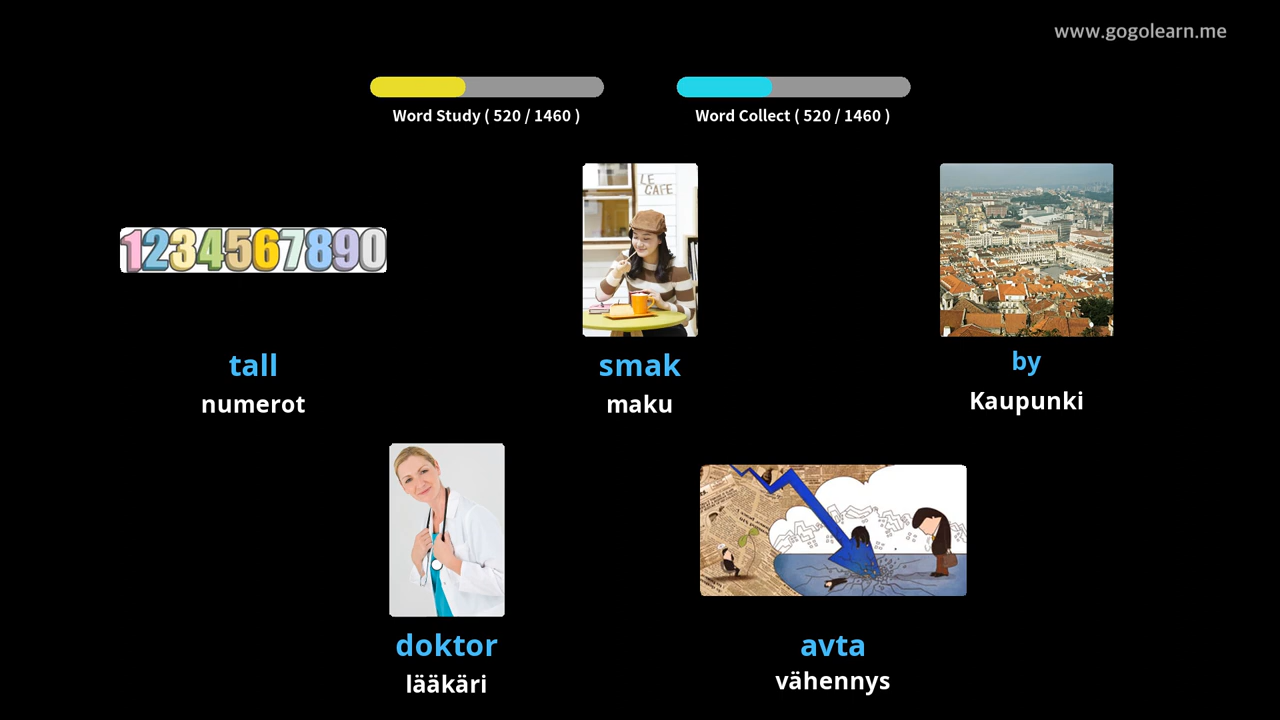 www.gogolearn.me
Word Study ( 520 / 1460 )
Word Collect ( 520 / 1460 )
1234567890
LE
CAFE
tall
numerot
smak
maku
by
Kaupunki
doktor
lääkäri
avta
vähennys